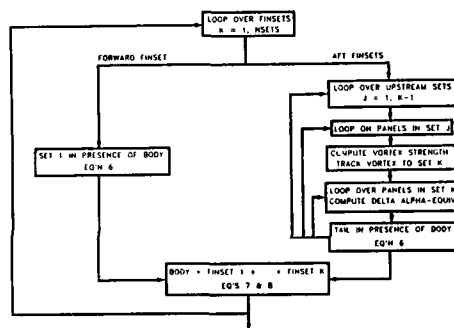 LOOP OVER FINSETS
K = 1, NSETS
FORWARD FINSET
AFT FINSETS
LOOP OVER UPSTREAM SETS
J = 1, K-1
LOOP ON PANELS IN SET J
COMPUTE VORTEX STRENGTH
TRACK VORTEX TO SET K
SET 1 IN PRESENCE OF BODY
EQ'N 6
LOOP OVER PANELS IN SET K
COMPUTE DELTA ALPHA-EQUIV
TAIL IN PRESENCE OF BODY
EQ'N 6
BODY + FINSET 1 + + FINSET K
EQ'S 7 & 8